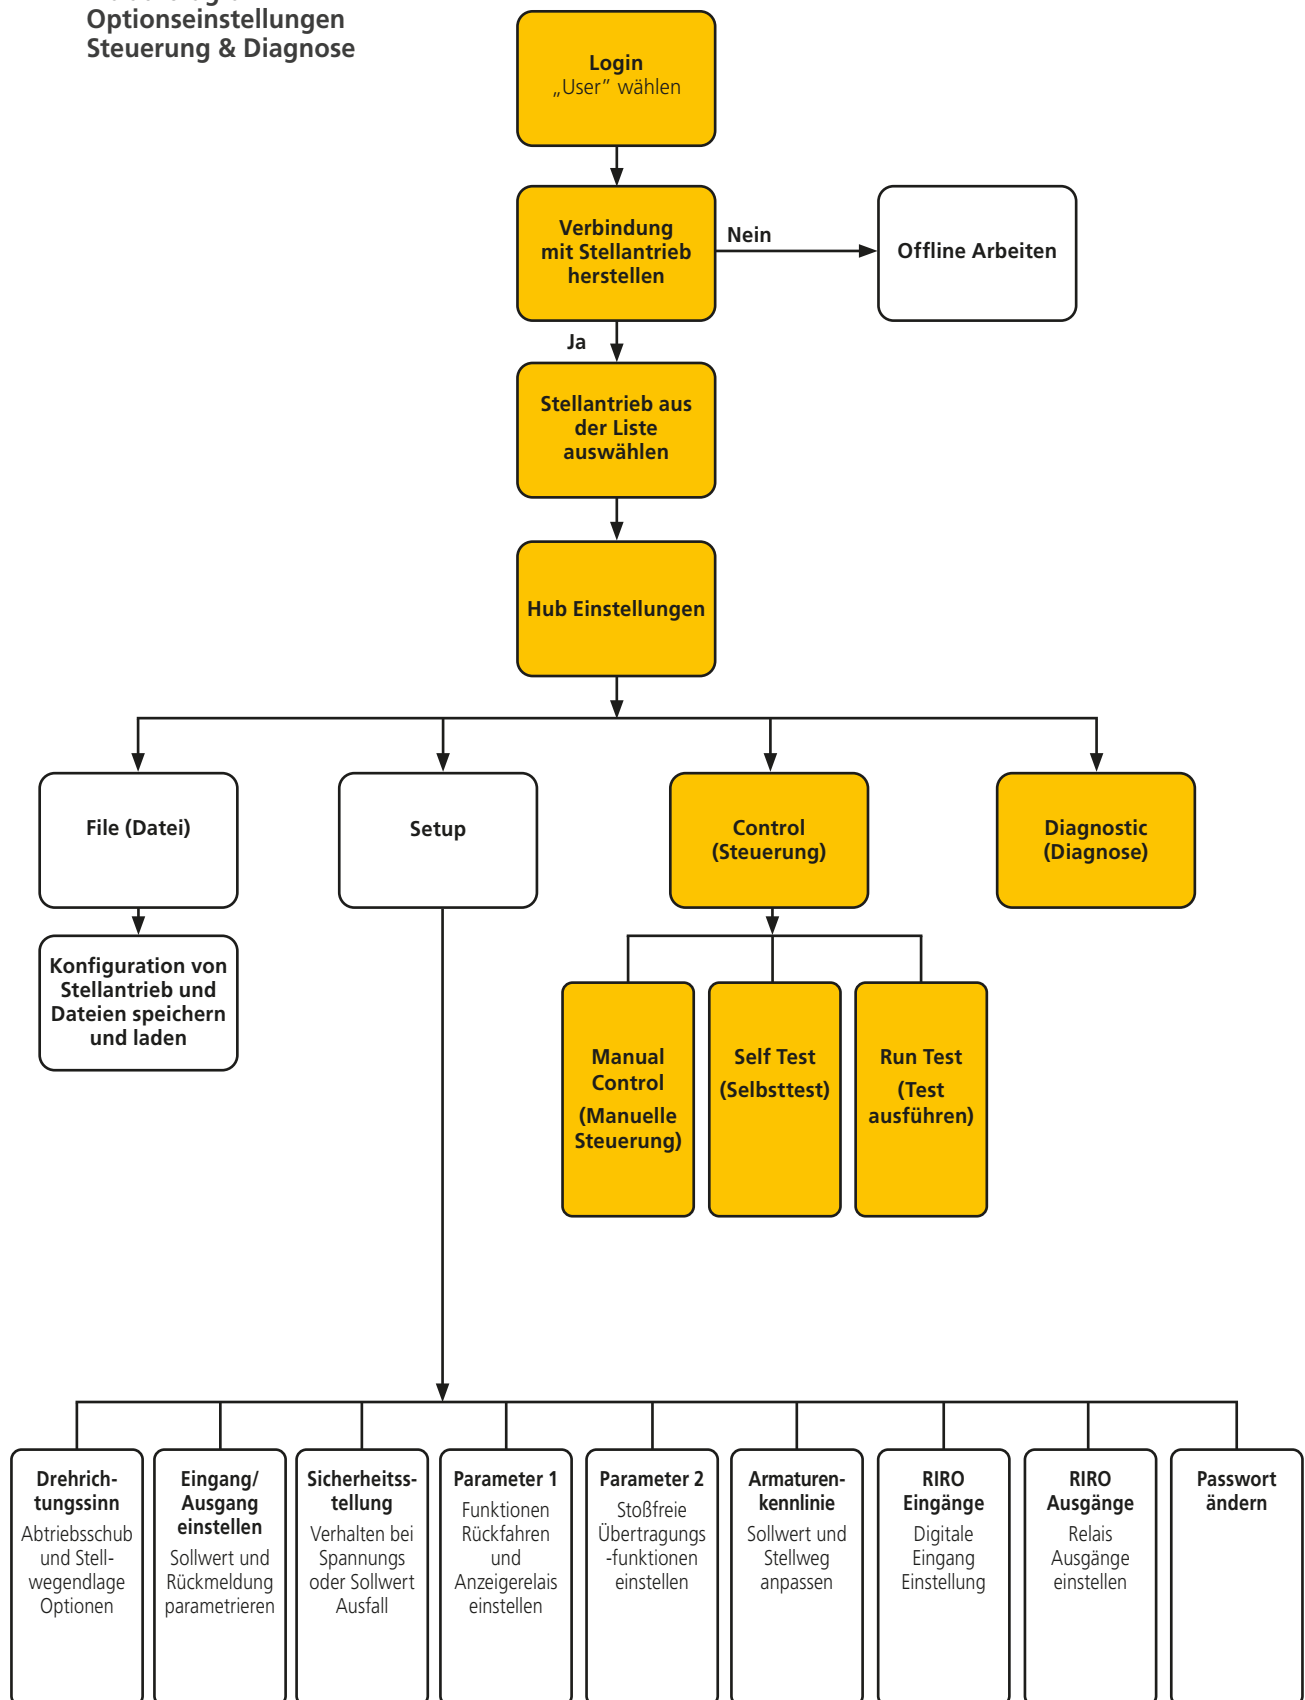 Optionseinstellungen
Steuerung & Diagnose
Login
„User” wählen
Verbindung
mit Stellantrieb
herstellen
Nein
Offline Arbeiten
Ja
Stellantrieb aus
der Liste
auswählen
Hub Einstellungen
File (Datei)
Setup
Control
(Steuerung)
Diagnostic
(Diagnose)
Konfiguration von
Stellantrieb und
Dateien speichern
und laden
Manual
Control
(Manuelle
Steuerung)
Self Test
(Selbsttest)
Run Test
(Test
ausführen)
Drehrich-
tungssinn
Abtriebsschub
und Stell-
wegendlage
Optionen
Eingang/
Ausgang
einstellen
Sollwert und
Rückmeldung
parametrieren
Sicherheitss-
tellung
Verhalten bei
Spannungs
oder Sollwert
Ausfall
Parameter 1
Funktionen
Rückfahren
und
Anzeigerelais
einstellen
Parameter 2
Stoßfreie
Übertragungs
-funktionen
einstellen
Armaturen-
kennlinie
Sollwert und
Stellweg
anpassen
RIRO
Eingänge
Digitale
Eingang
Einstellung
RIRO
Ausgänge
Relais
Ausgänge
einstellen
Passwort
ändern